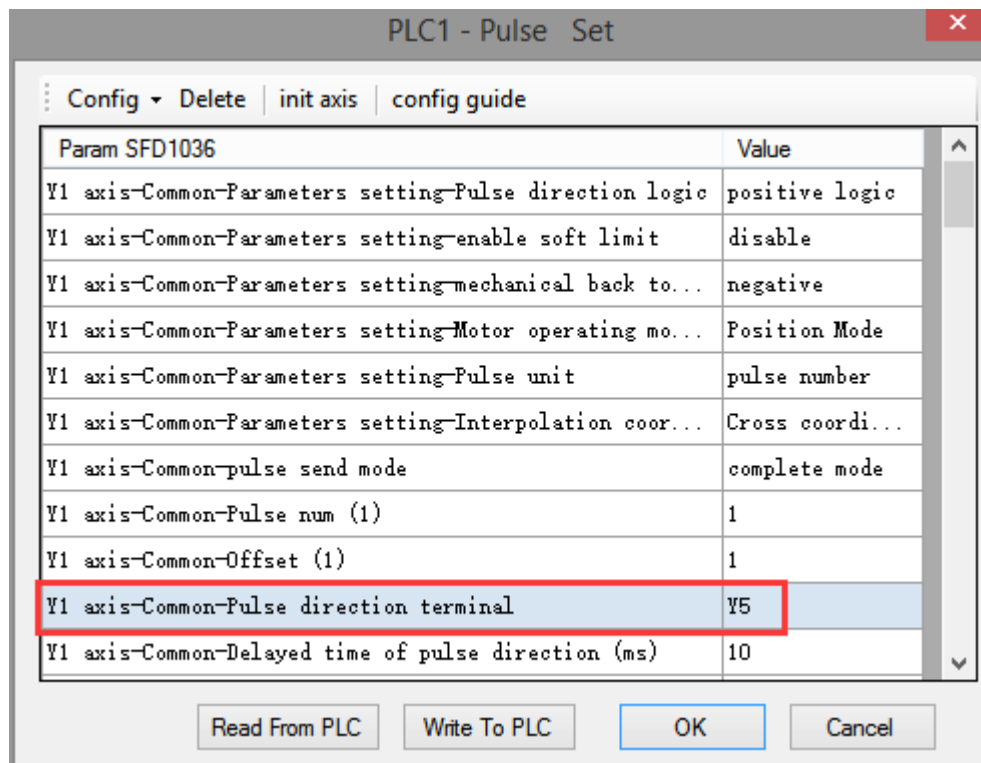 PLC1 - Pulse Set
Config Delete init axis config guide
Param SFD1036 Value
Y1 axis-Common-Parameters setting-Pulse direction logic positive logic
Y1 axis-Common-Parameters setting-enable soft limit disable
Y1 axis-Common-Parameters setting-mechanical back to... negative
Y1 axis-Common-Parameters setting-Motor operating mo... Position Mode
Y1 axis-Common-Parameters setting-Pulse unit pulse number
Y1 axis-Common-Parameters setting-Interpolation coor... Cross coordi...
Y1 axis-Common-pulse send mode complete mode
Y1 axis-Common-Pulse num (1) 1
Y1 axis-Common-Offset (1) 1
Y1 axis-Common-Pulse direction terminal Y5
Y1 axis-Common-Delayed time of pulse direction (ms) 10
Read From PLC Write To PLC OK Cancel